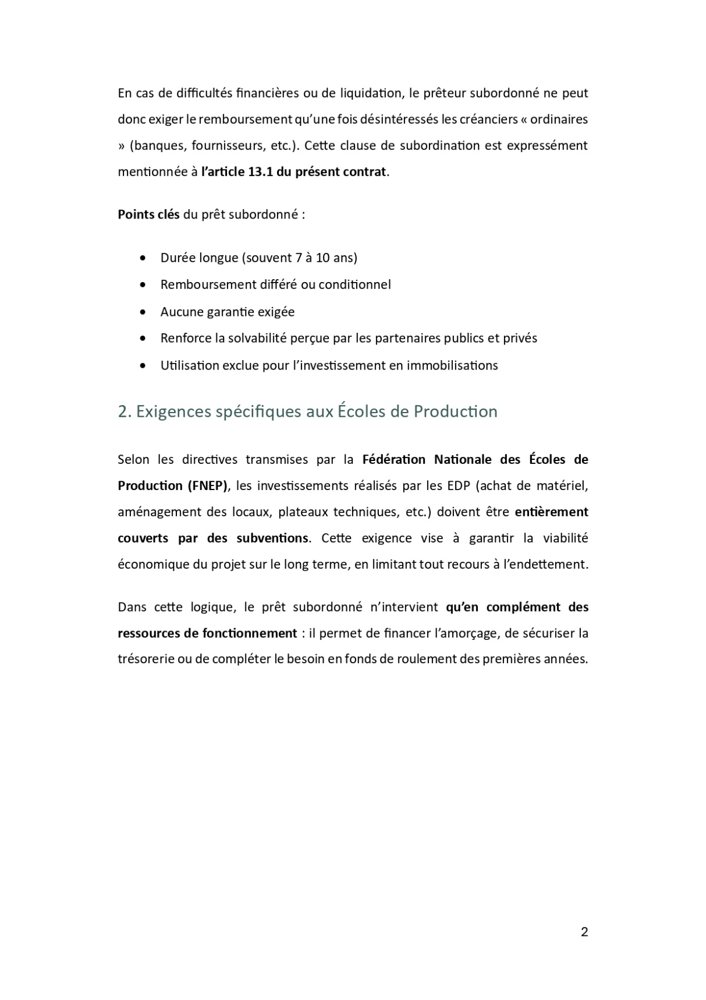 En cas de difficultés financières ou de liquidation, le prêteur subordonné ne peut
donc exiger le remboursement qu’une fois désintéressés les créanciers « ordinaires
» (banques, fournisseurs, etc.). Cette clause de subordination est expressément
mentionnée à l’article 13.1 du présent contrat.
Points clés du prêt subordonné :
• Durée longue (souvent 7 à 10 ans)
• Remboursement différé ou conditionnel
• Aucune garantie exigée
• Renforce la solvabilité perçue par les partenaires publics et privés
• Utilisation exclue pour l’investissement en immobilisations
2. Exigences spécifiques aux Écoles de Production
Selon les directives transmises par la Fédération Nationale des Écoles de
Production (FNEP), les investissements réalisés par les EDP (achat de matériel,
aménagement des locaux, plateaux techniques, etc.) doivent être entièrement
couverts par des subventions. Cette exigence vise à garantir la viabilité
économique du projet sur le long terme, en limitant tout recours à l’endettement.
Dans cette logique, le prêt subordonné n’intervient qu’en complément des
ressources de fonctionnement : il permet de financer l’amorçage, de sécuriser la
trésorerie ou de compléter le besoin en fonds de roulement des premières années.
2